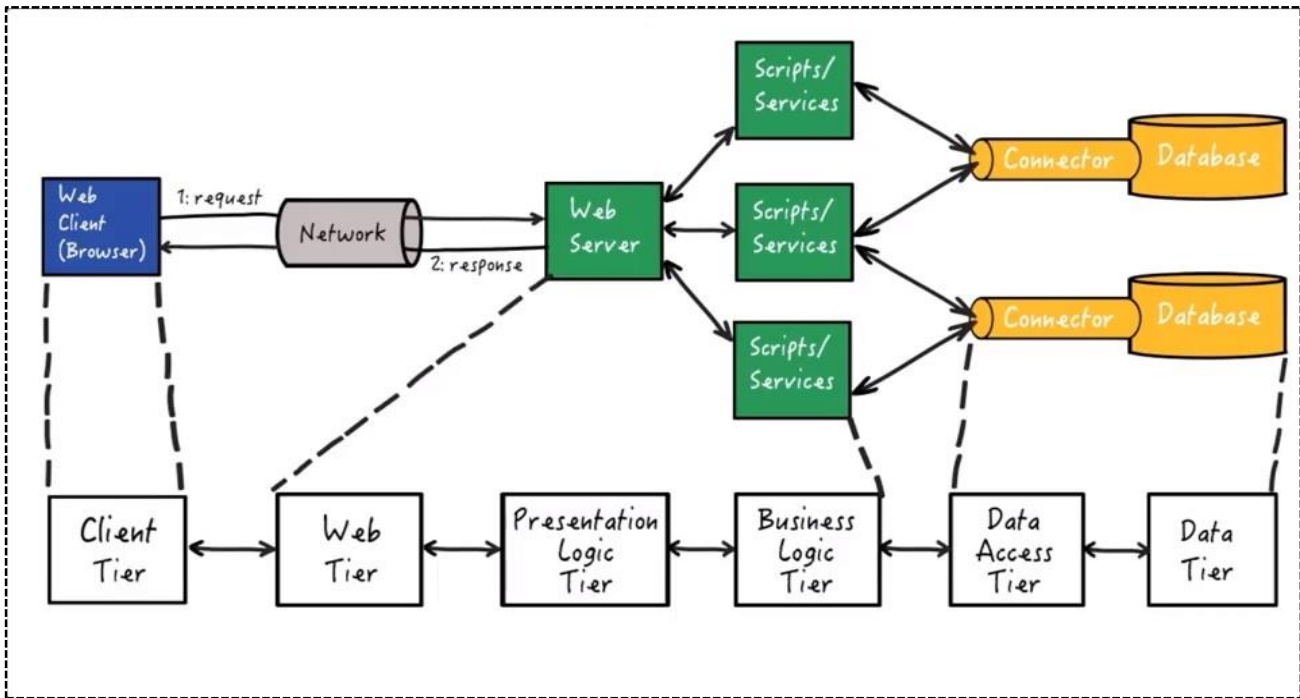 Scripts/
Services
Web
Client
(Browser)
1: request
Network
2: response
Web
Server
Scripts/
Services
Scripts/
Services
Connector
Database
Connector
Database
Client
Tier
Web
Tier
Presentation
Logic
Tier
Business
Logic
Tier
Data
Access
Tier
Data
Tier